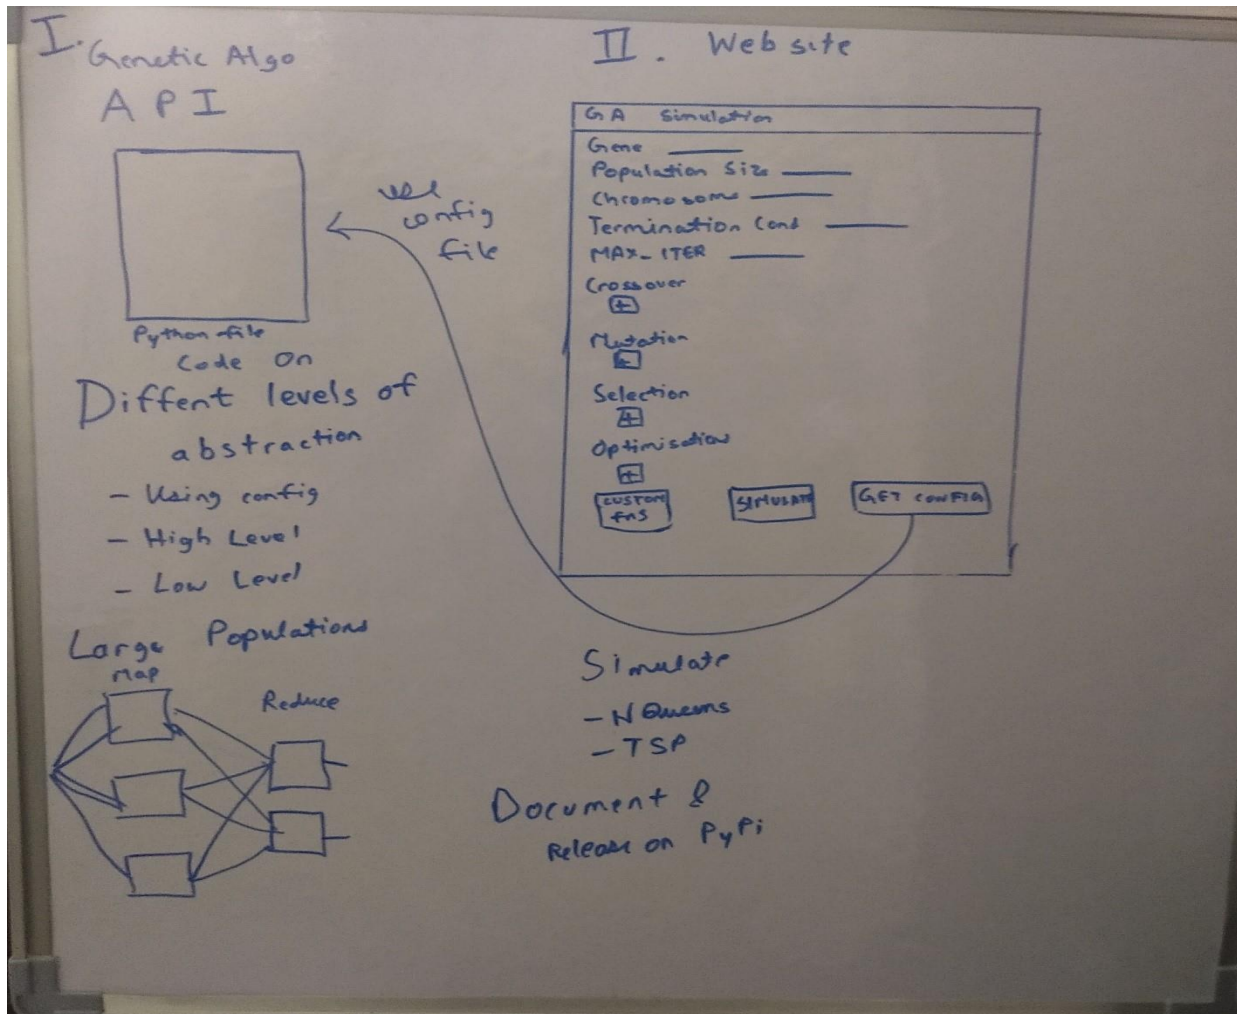 I. Genetic Algo
API
Python file
Code On
Diffent levels of
abstraction
- Using config
- High Level
- Low Level
Large Populations
Map
Reduce
use
config
file
II. Website
GA Simulation
Gene
Population Size
Chromosome
Termination Cond
MAX_ITER
Crossover
+
Mutation
Selection
+
Optimisation
+
CUSTOM
FNS
SIMULATE
GET CONFIG
Simulate
- N Queens
- TSP
Document &
Release on PyPi